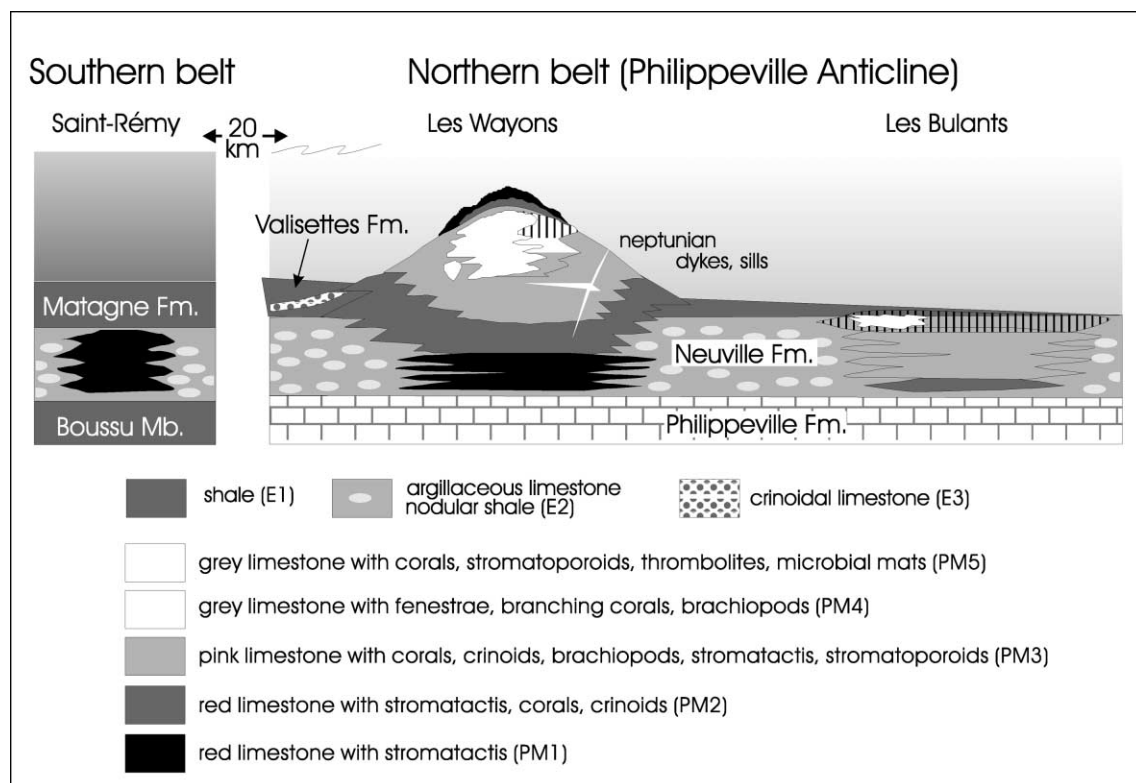 Southern belt
Northern belt (Philippeville Anticline)
Saint-Rémy
20
km
Les Wayons
Les Bulants
Valisettes Fm.
neptunian
dykes, sills
Matagne Fm.
Neuville Fm.
Boussu Mb.
Philippeville Fm.
shale (E1)
argillaceous limestone
nodular shale (E2)
crinoidal limestone (E3)
grey limestone with corals, stromatoporoids, thrombolites, microbial mats (PM5)
grey limestone with fenestrae, branching corals, brachiopods (PM4)
pink limestone with corals, crinoids, brachiopods, stromatactis, stromatoporoids (PM3)
red limestone with stromatactis, corals, crinoids (PM2)
red limestone with stromatactis (PM1)